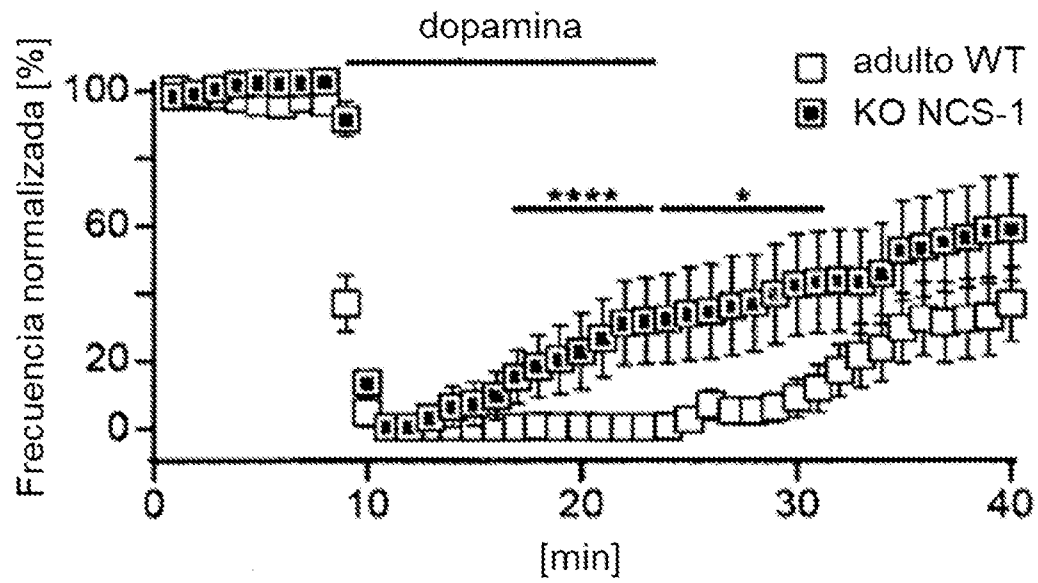 dopamina
adulto WT
KO NCS-1
Frecuencia normalizada [%]
100
60
20
0
****
*
0
10
20
30
40
[min]